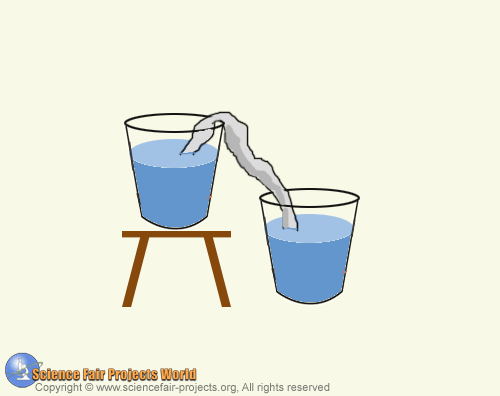 Science Fair Projects World
Copyright © www.sciencefair-projects.org, All rights reserved